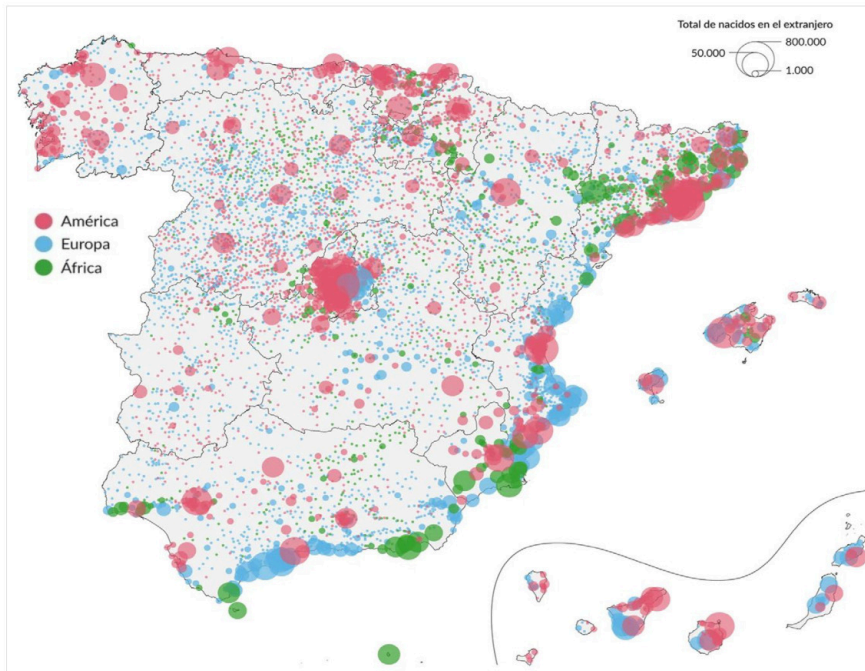 Total de nacidos en el extranjero
800.000
50.000
1.000
América
Europa
África